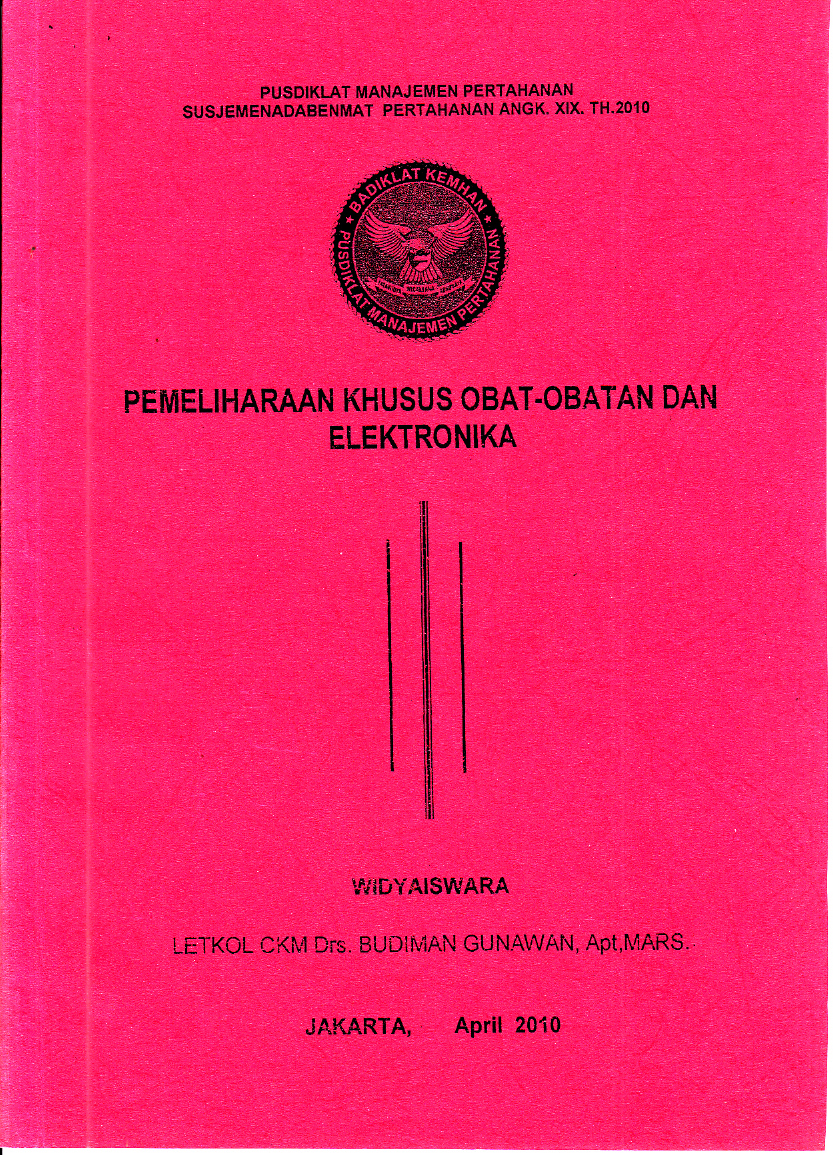 PUSDIKLAT MANAJEMEN PERTAHANAN
SUSJEMENADABENMAT PERTAHANAN ANGK. XIX. TH.2010
★ BADIKLAT KEMHAN ★
PUSDIKLAT MANAJEMEN PERTAHANAN
PEMELIHARAAN KHUSUS OBAT-OBATAN DAN
ELEKTRONIKA
WIDYAISWARA
LETKOL CKM Drs. BUDIMAN GUNAWAN, Apt,MARS.
JAKARTA, April 2010